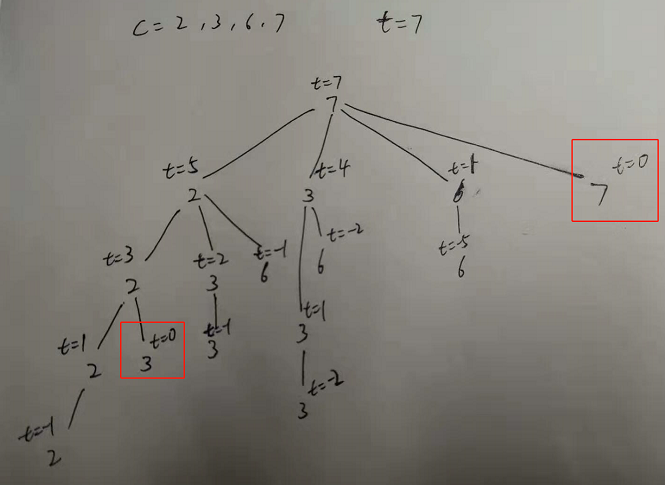 C = 2, 3, 6, 7 t=7
t=7
7
t=5 t=4 t=1 t=0
2 3 6 7
t=3 t=2 t=-1 t=-2 t=-5
2 3 6 6 6
t=1 t=0 t=-1 t=1
2 3 3 3
t=-1 t=-2
2 3